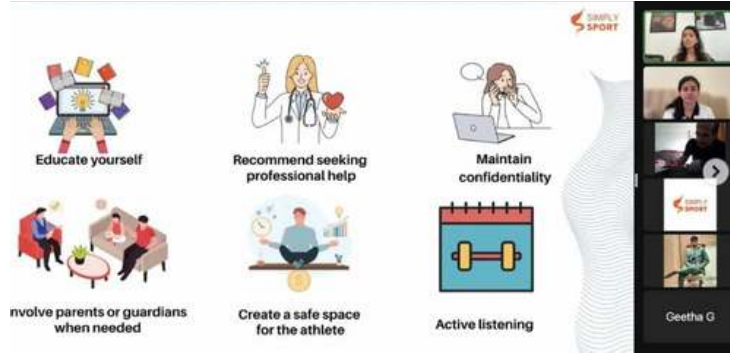 SIMPLY
SPORT
Educate yourself
Recommend seeking
professional help
Maintain
confidentiality
nvolve parents or guardians
when needed
Create a safe space
for the athlete
Active listening
SIMPLY
SPORT
Geetha G